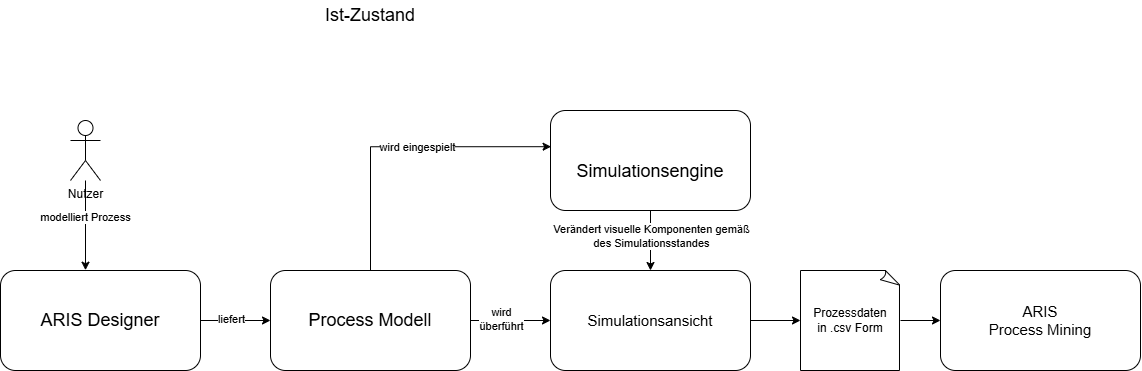 Ist-Zustand
Nutzer
modelliert Prozess
wird eingespielt
Simulationsengine
Verändert visuelle Komponenten gemäß
des Simulationsstandes
ARIS Designer
liefert
Process Modell
wird
überführt
Simulationsansicht
Prozessdaten
in .csv Form
ARIS
Process Mining